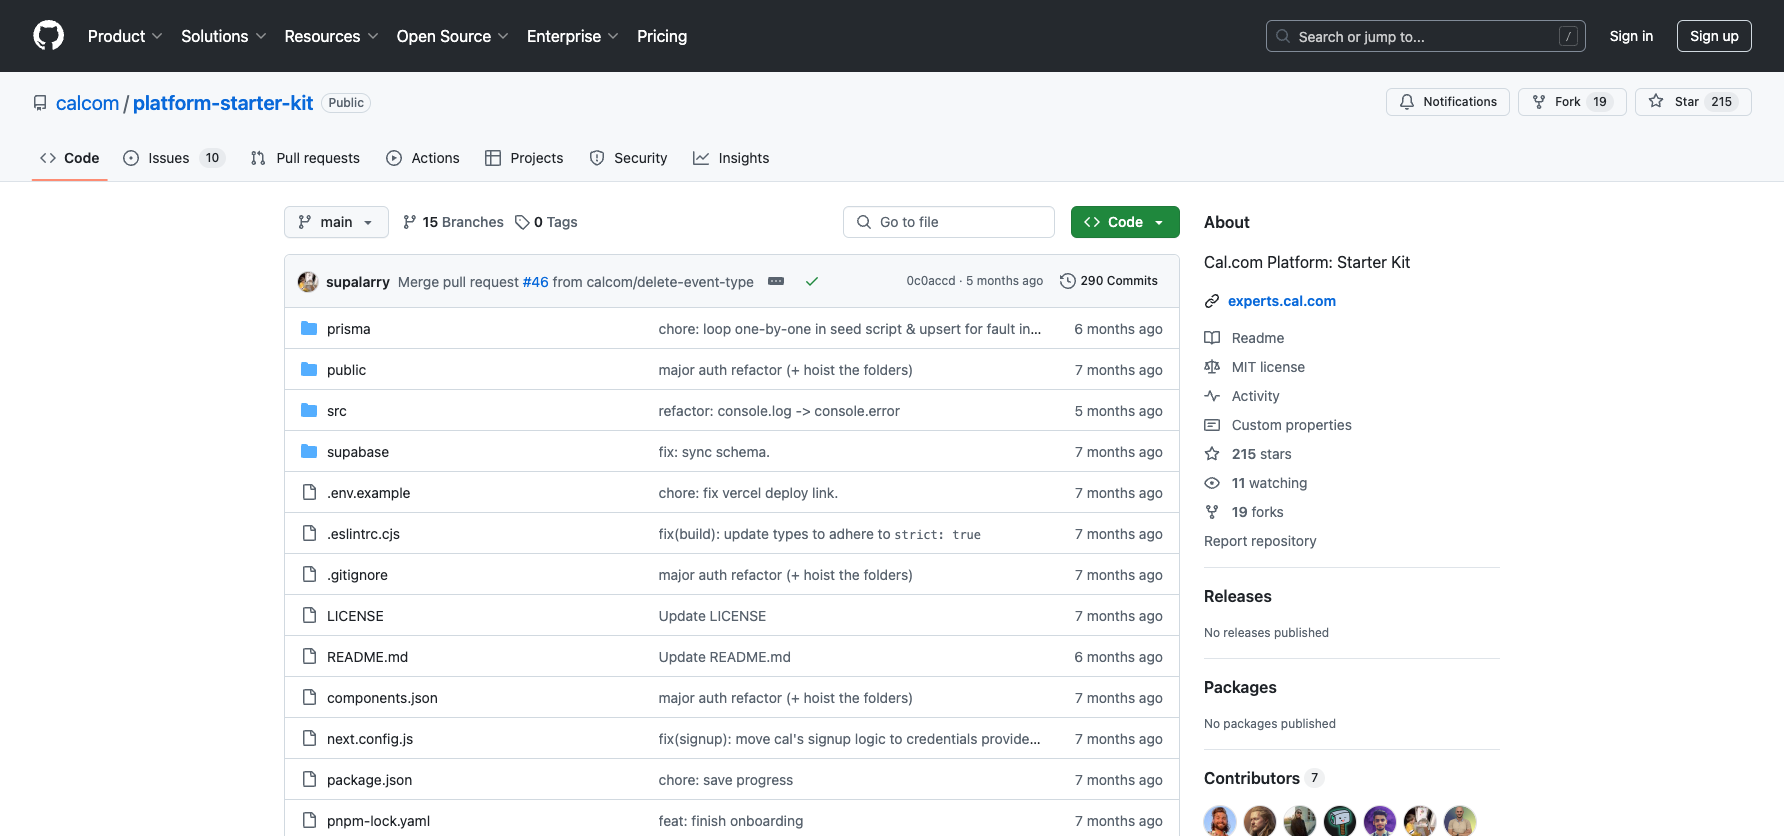 Product Solutions Resources Open Source Enterprise Pricing Search or jump to... / Sign in Sign up
calcom / platform-starter-kit Public Notifications Fork 19 Star 215
Code Issues 10 Pull requests Actions Projects Security Insights
main 15 Branches 0 Tags Go to file Code
supalarry Merge pull request #46 from calcom/delete-event-type 0c0accd · 5 months ago 290 Commits
prisma chore: loop one-by-one in seed script & upsert for fault in... 6 months ago
public major auth refactor (+ hoist the folders) 7 months ago
src refactor: console.log -> console.error 5 months ago
supabase fix: sync schema. 7 months ago
.env.example chore: fix vercel deploy link. 7 months ago
.eslintrc.cjs fix(build): update types to adhere to strict: true 7 months ago
.gitignore major auth refactor (+ hoist the folders) 7 months ago
LICENSE Update LICENSE 7 months ago
README.md Update README.md 6 months ago
components.json major auth refactor (+ hoist the folders) 7 months ago
next.config.js fix(signup): move cal's signup logic to credentials provide... 7 months ago
package.json chore: save progress 7 months ago
pnpm-lock.yaml feat: finish onboarding 7 months ago
About
Cal.com Platform: Starter Kit
experts.cal.com
Readme
MIT license
Activity
Custom properties
215 stars
11 watching
19 forks
Report repository
Releases
No releases published
Packages
No packages published
Contributors 7